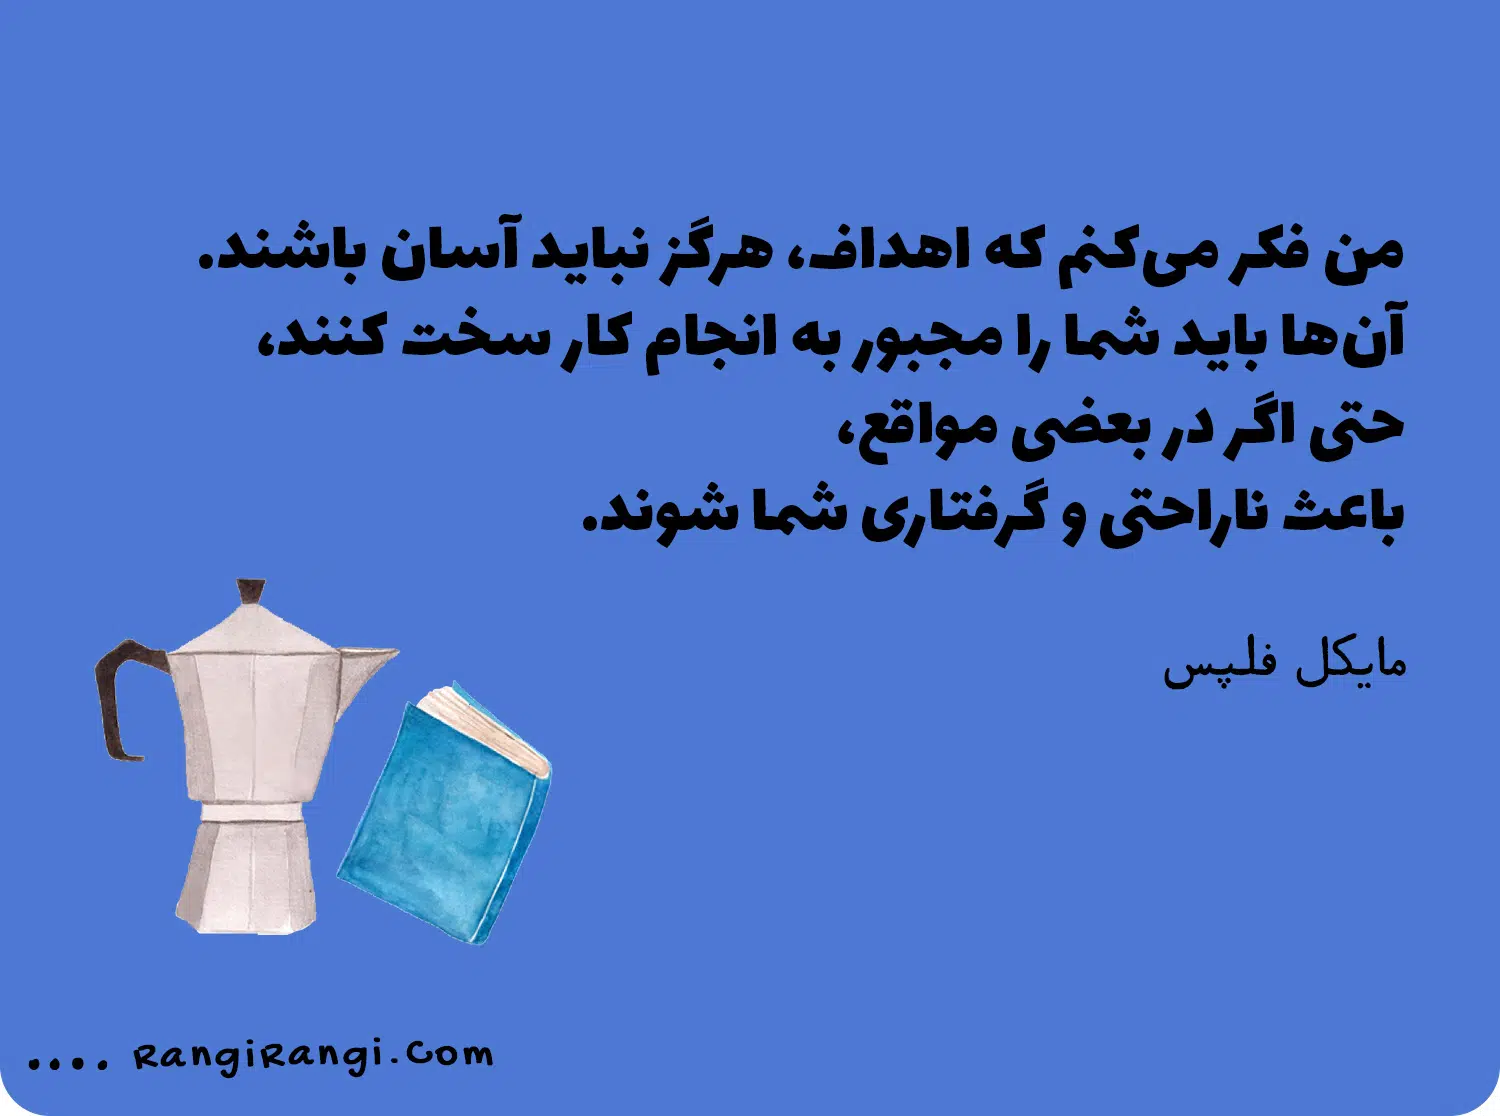 من فکر می‌کنم که اهداف، هرگز نباید آسان باشند.
آن‌ها باید شما را مجبور به انجام کار سخت کنند،
حتی اگر در بعضی مواقع،
باعث ناراحتی و گرفتاری شما شوند.
مایکل فلپس
.... RangiRangi.Com